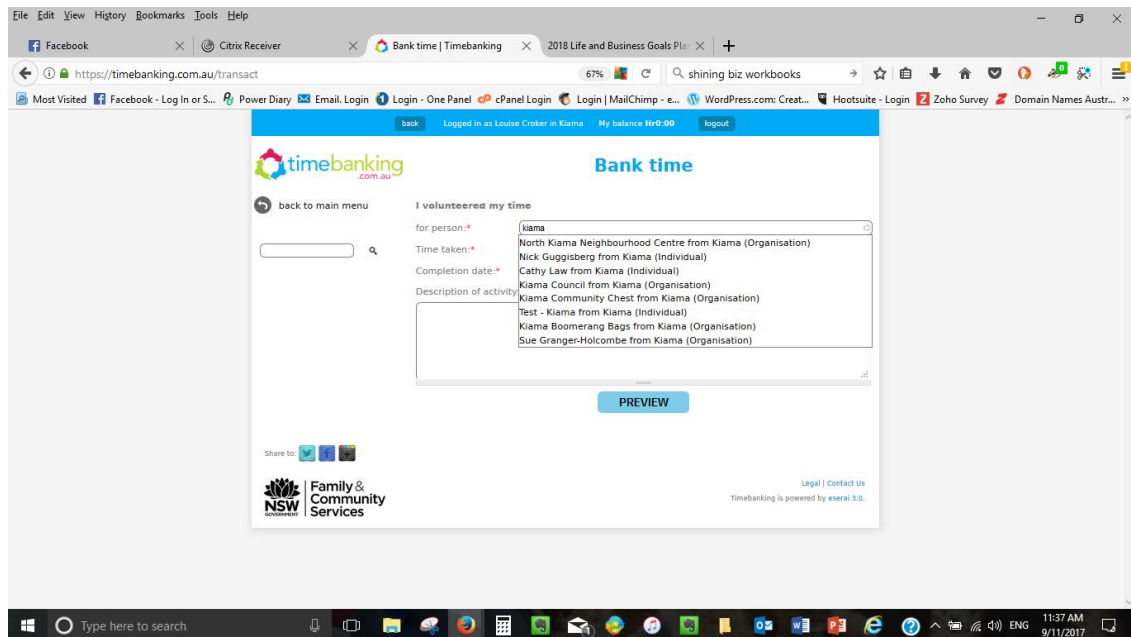 File Edit View History Bookmarks Tools Help
Facebook Citrix Receiver Bank time | Timebanking 2018 Life and Business Goals Pla
https://timebanking.com.au/transact 67% shining biz workbooks
Most Visited Facebook - Log In or S... Power Diary Email. Login Login - One Panel cPanel Login Login | MailChimp - e... WordPress.com: Creat... Hootsuite - Login Zoho Survey Domain Names Austr... »
back Logged in as Louise Croker in Kiama My balance Hr0:00 logout
timebanking
.com.au
Bank time
back to main menu
I volunteered my time
for person:* kiama
Time taken:*
Completion date:*
Description of activity
North Kiama Neighbourhood Centre from Kiama (Organisation)
Nick Guggisberg from Kiama (Individual)
Cathy Law from Kiama (Individual)
Kiama Council from Kiama (Organisation)
Kiama Community Chest from Kiama (Organisation)
Test - Kiama from Kiama (Individual)
Kiama Boomerang Bags from Kiama (Organisation)
Sue Granger-Holcombe from Kiama (Organisation)
PREVIEW
Share to:
NSW
GOVERNMENT
Family &
Community
Services
Legal | Contact Us
Timebanking is powered by eserai 3.0.
Type here to search
ENG
11:37 AM
9/11/2017